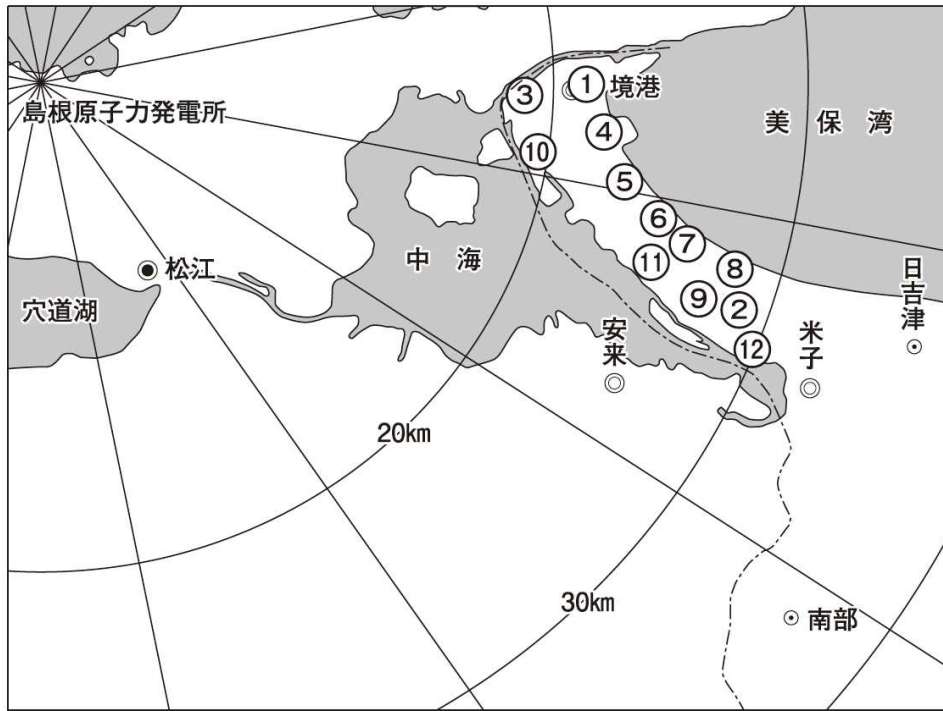 島根原子力発電所
③
①
境港
④
美保湾
⑩
⑤
⑥
⑦
中海
⑪
⑧
松江
宍道湖
⑨
②
日吉津
安来
⑫
米子
20km
30km
南部